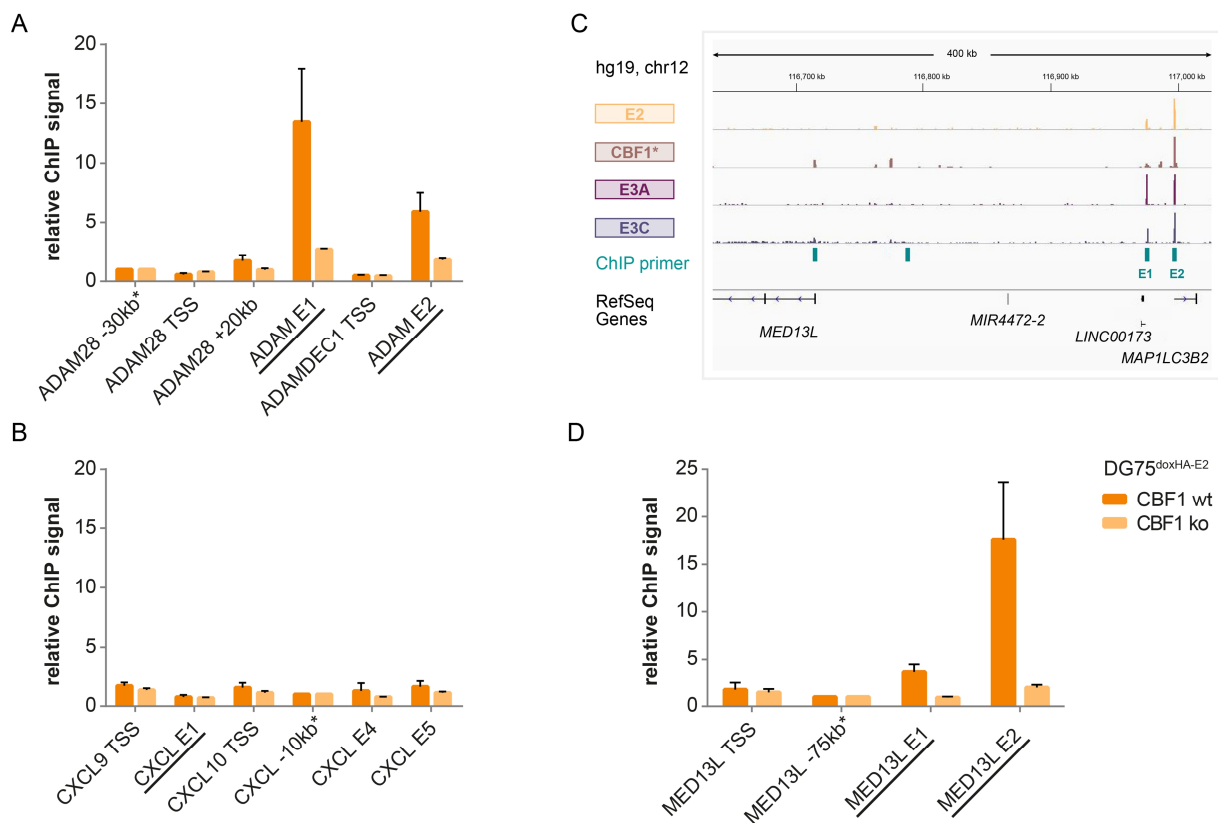 A
relative ChIP signal
20
15
10
5
0
ADAM28 -30kb*
ADAM28 TSS
ADAM28 +20kb
ADAM E1
ADAMDEC1 TSS
ADAM E2
B
relative ChIP signal
20
15
10
5
0
CXCL9 TSS
CXCL E1
CXCL10 TSS
CXCL -10kb*
CXCL E4
CXCL E5
C
hg19, chr12
400 kb
116,700 kb
116,800 kb
116,900 kb
117,000 kb
E2
CBF1*
E3A
E3C
ChIP primer
E1
E2
RefSeq
Genes
MED13L
MIR4472-2
LINC00173
MAP1LC3B2
D
relative ChIP signal
25
20
15
10
5
0
MED13L TSS
MED13L -75kb*
MED13L E1
MED13L E2
DG75doxHA-E2
CBF1 wt
CBF1 ko